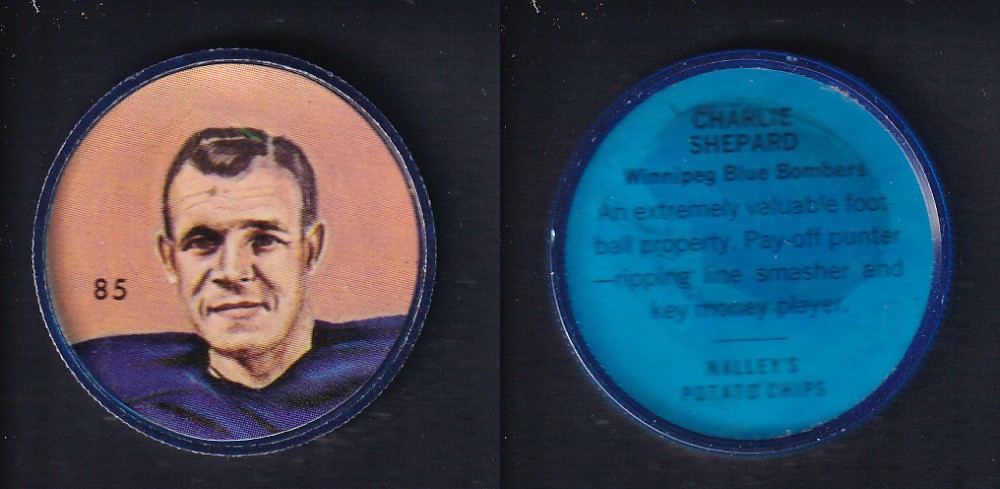 85
CHARLIE
SHEPARD
Winnipeg Blue Bombers
An extremely valuable foot-
ball property. Pay-off punter
—ripping line smasher and
key money player.
NALLEY'S
POTATO CHIPS